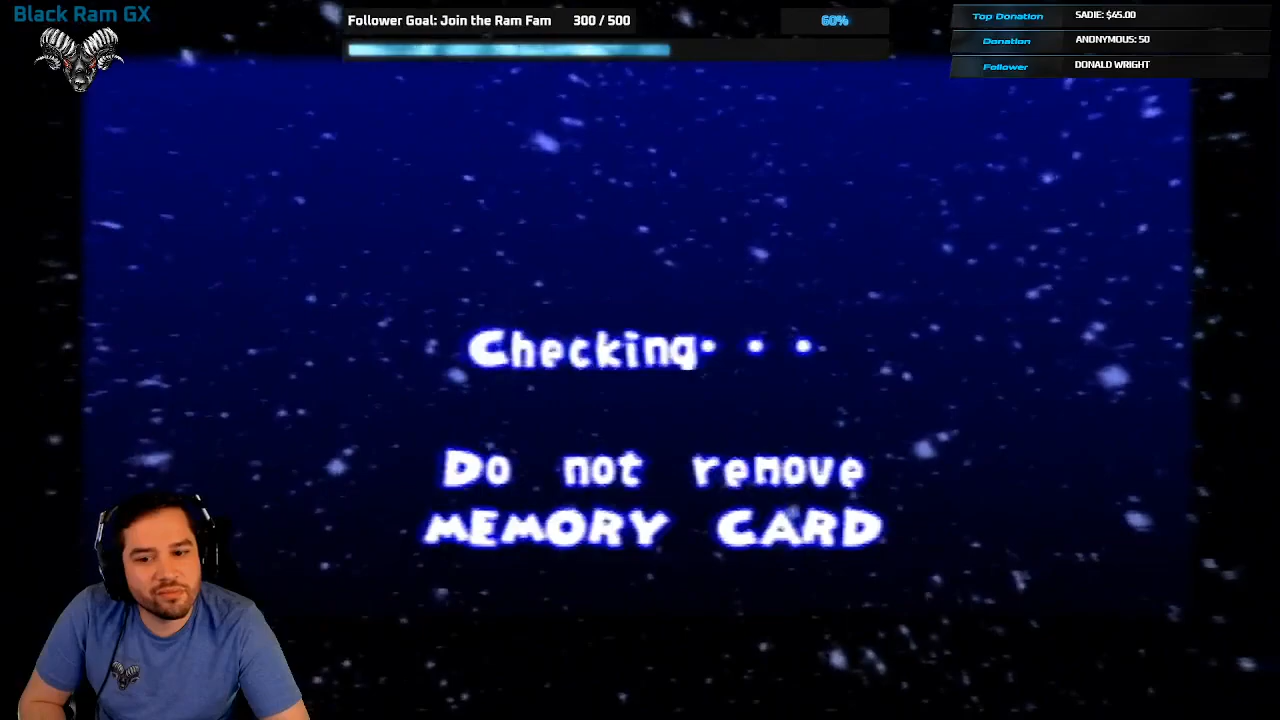 Black Ram GX
Follower Goal: Join the Ram Fam 300 / 500 60%
Top Donation SADIE: $45.00
Donation ANONYMOUS: 50
Follower DONALD WRIGHT
Checking・・・
Do not remove
MEMORY CARD